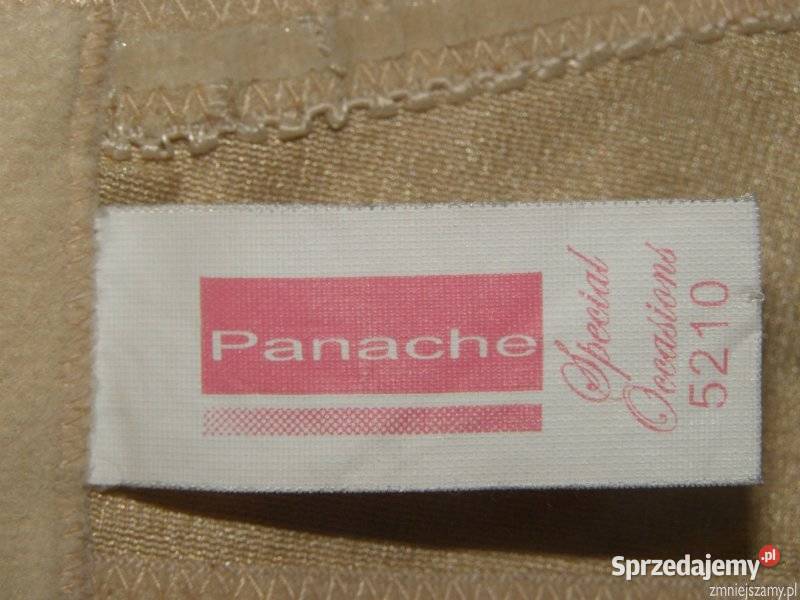 Panache
Special
Occasions
5210
Sprzedajemy.pl
zmniejszamy.pl